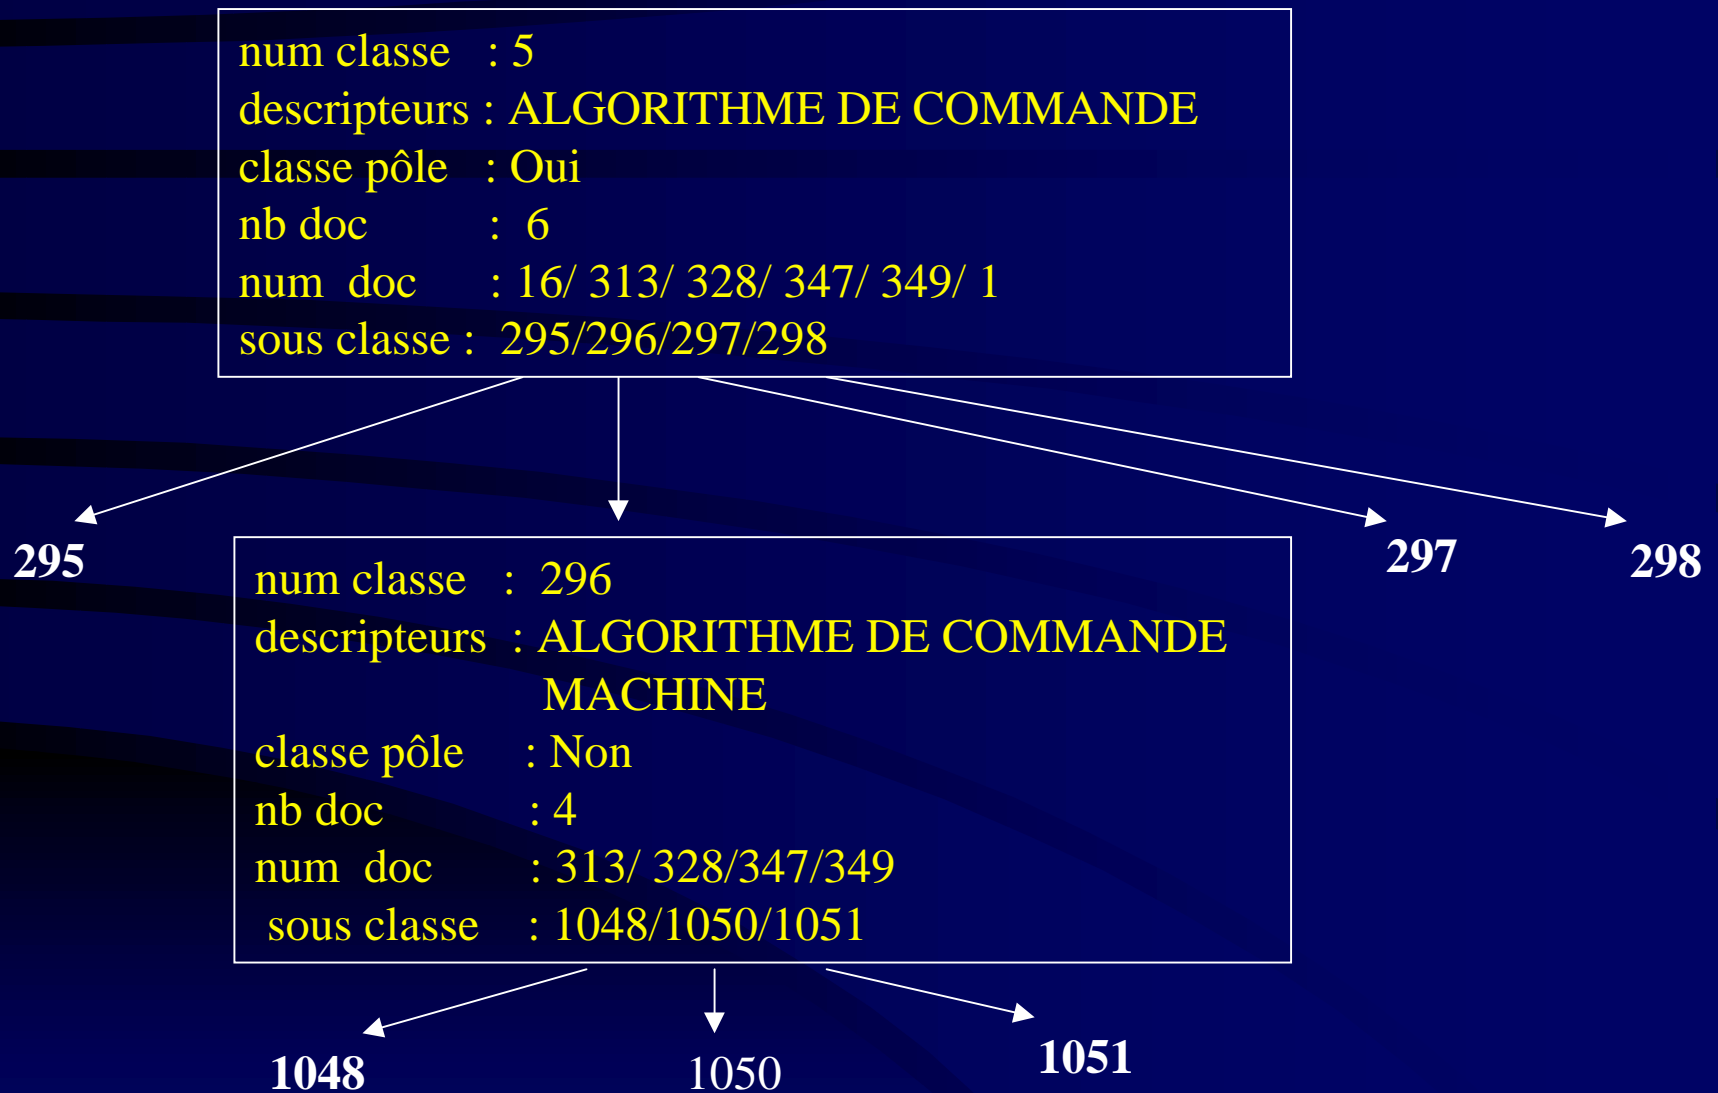 num classe : 5
descripteurs : ALGORITHME DE COMMANDE
classe pôle : Oui
nb doc : 6
num doc : 16/ 313/ 328/ 347/ 349/ 1
sous classe : 295/296/297/298
295
297
298
num classe : 296
descripteurs : ALGORITHME DE COMMANDE
MACHINE
classe pôle : Non
nb doc : 4
num doc : 313/ 328/347/349
sous classe : 1048/1050/1051
1048
1050
1051